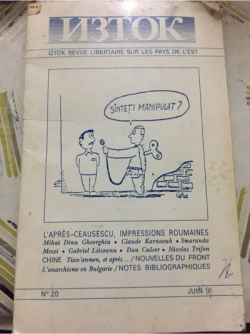 ИЗТОК
IZTOK REVUE LIBERTAIRE SUR LES PAYS DE L'EST
SÎNTEȚI MANIPULAT?
L'APRÈS-CEAUSESCU, IMPRESSIONS ROUMAINES
Mihai Dinu Gheorghiu • Claude Karnoouh • Smaranda
Mezei • Gabriel Liiceanu • Dan Culcer • Nicolas Trifon
CHINE Tian'anmen, et après... / NOUVELLES DU FRONT
L'anarchisme en Bulgarie / NOTES BIBLIOGRAPHIQUES
N° 20
JUIN 91